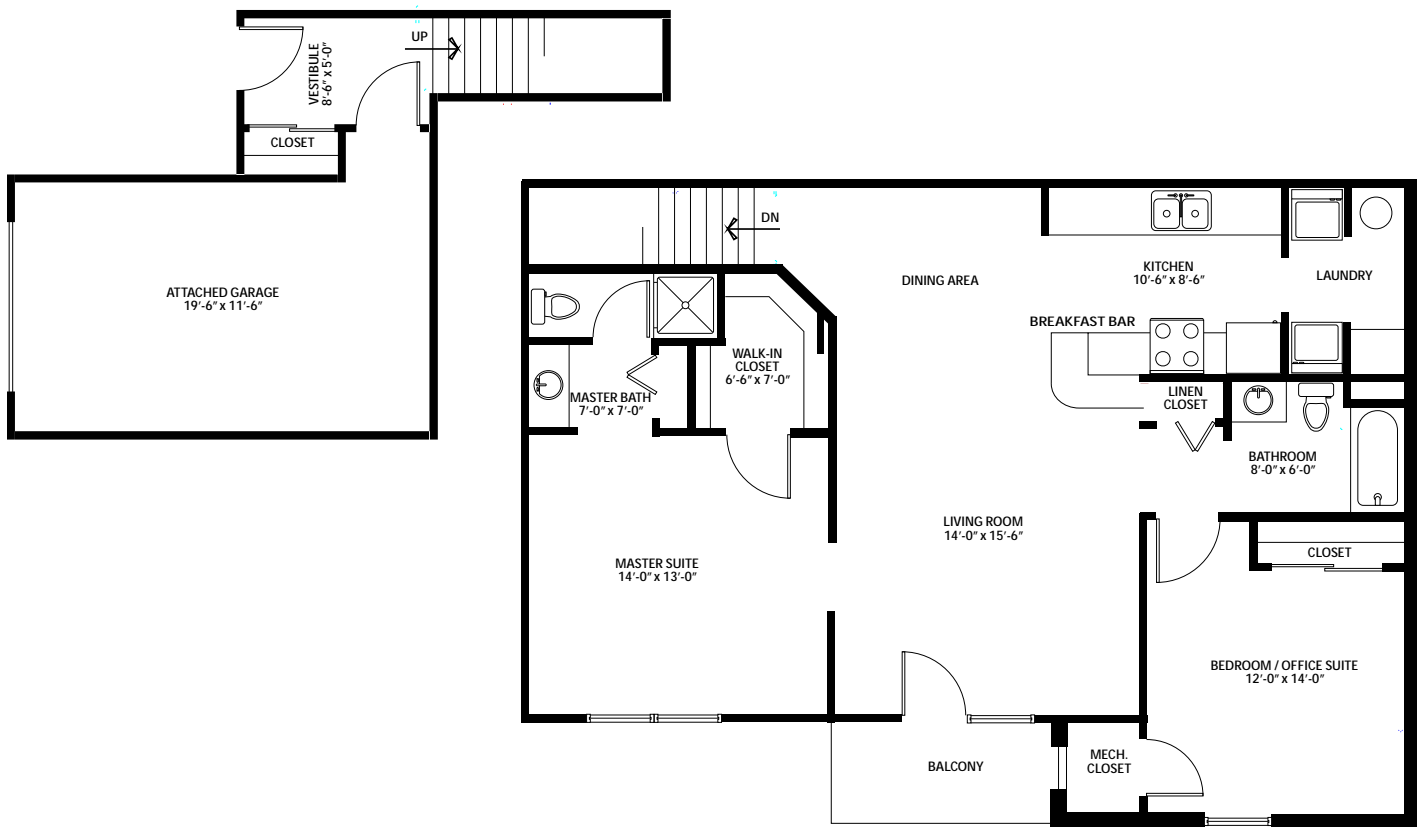 UP
VESTIBULE
8'-6" x 5'-0"
CLOSET
ATTACHED GARAGE
19'-6" x 11'-6"
DN
DINING AREA
KITCHEN
10'-6" x 8'-6"
LAUNDRY
BREAKFAST BAR
WALK-IN
CLOSET
6'-6" x 7'-0"
MASTER BATH
7'-0" x 7'-0"
LINEN
CLOSET
BATHROOM
8'-0" x 6'-0"
LIVING ROOM
14'-0" x 15'-6"
CLOSET
MASTER SUITE
14'-0" x 13'-0"
BEDROOM / OFFICE SUITE
12'-0" x 14'-0"
BALCONY
MECH.
CLOSET